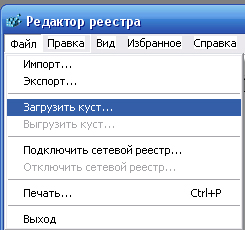 Редактор реестра
Файл Правка Вид Избранное Справка
Импорт...
Экспорт...
Загрузить куст...
Выгрузить куст...
Подключить сетевой реестр...
Отключить сетевой реестр...
Печать... Ctrl+P
Выход